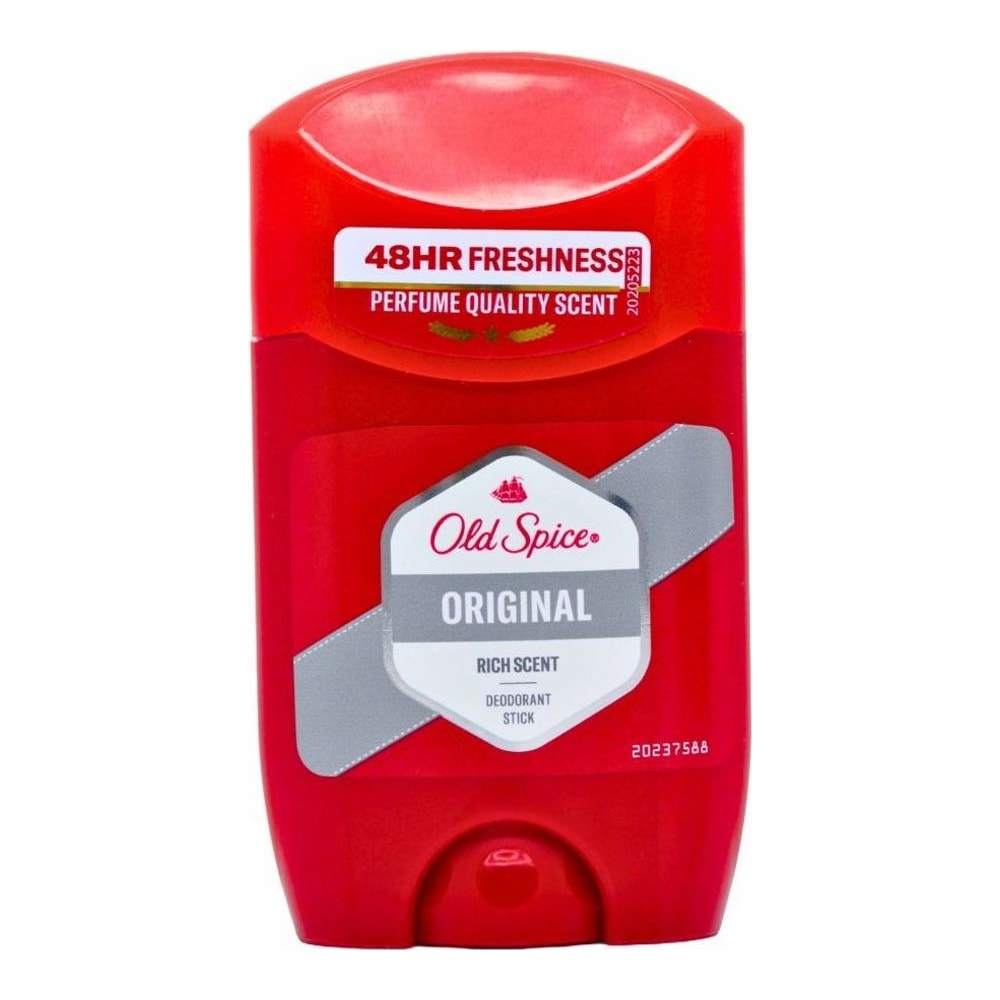 48HR FRESHNESS
PERFUME QUALITY SCENT
20205223
Old Spice®
ORIGINAL
RICH SCENT
DEODORANT
STICK
20237588